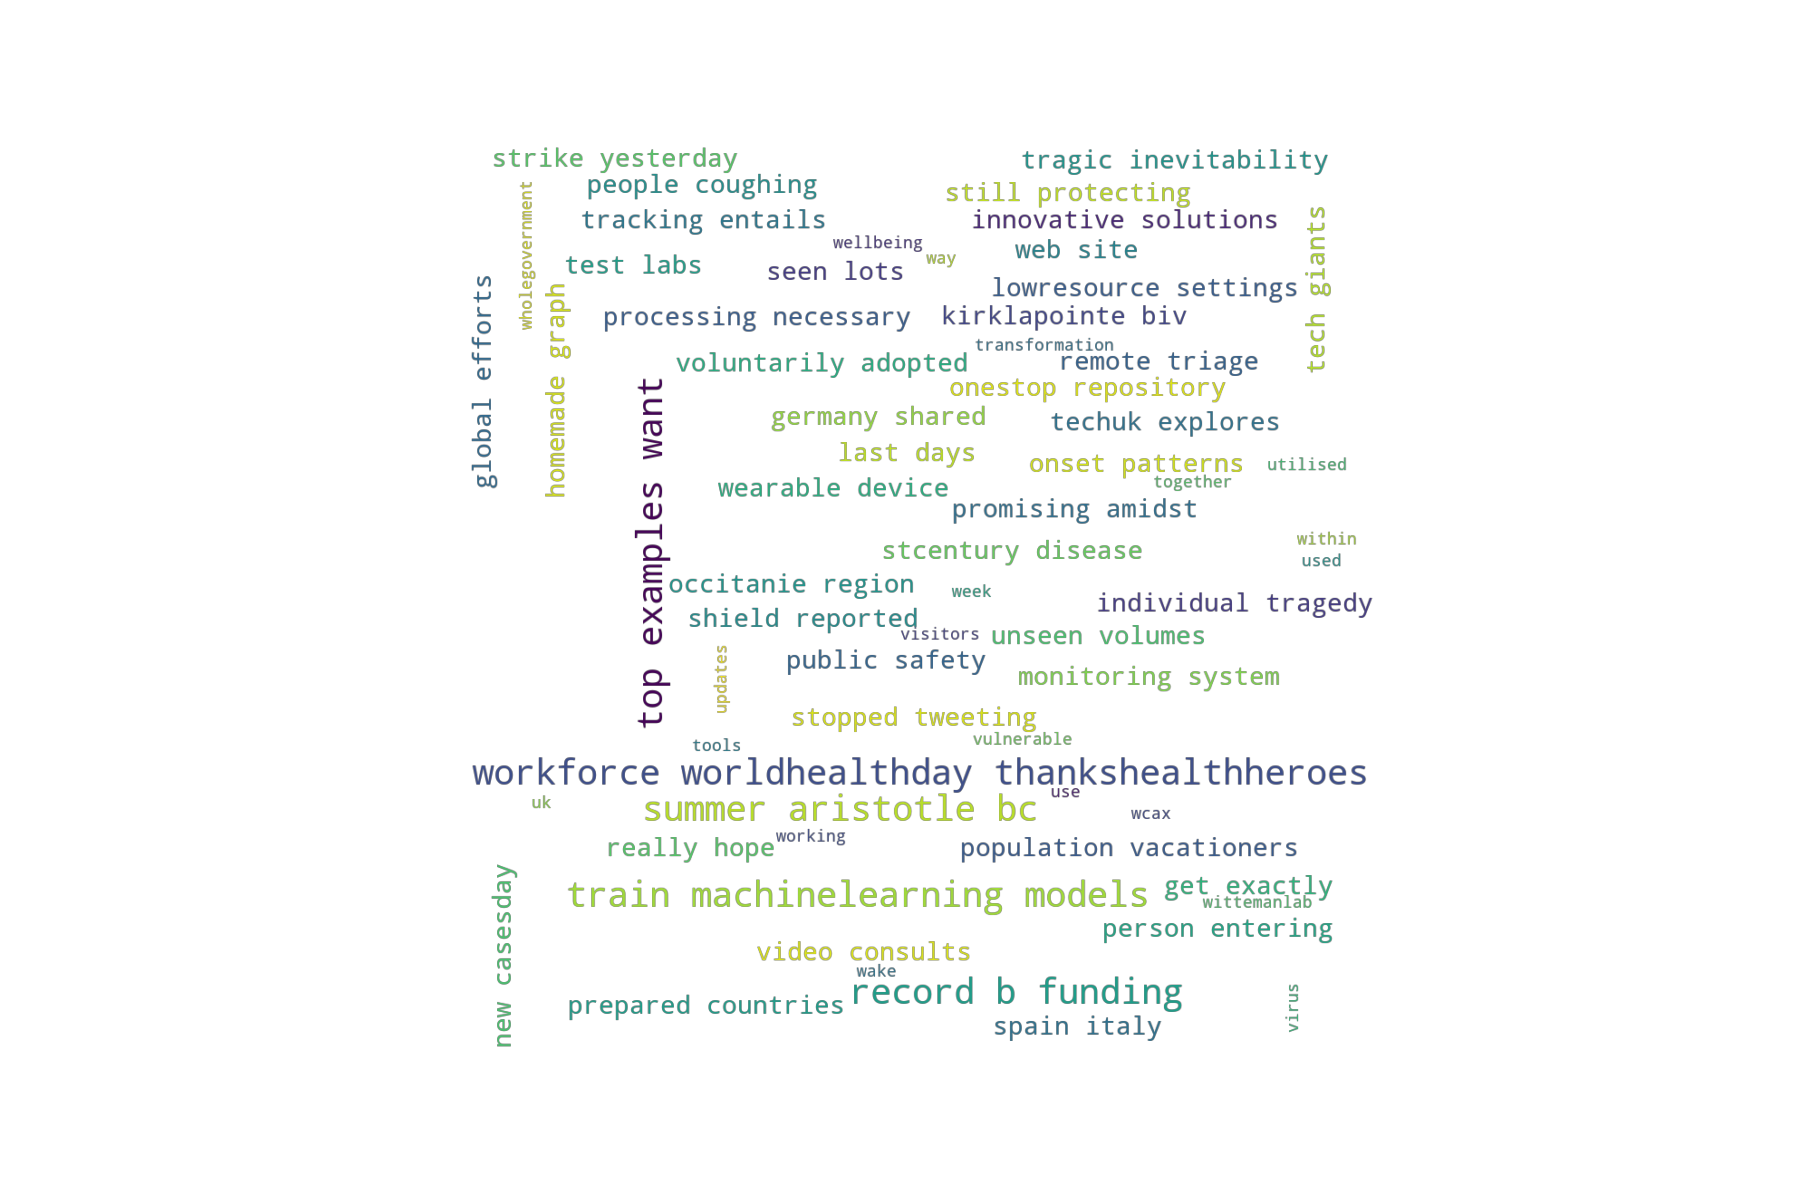 strike yesterday
tragic inevitability
people coughing
still protecting
wholegovernment
tracking entails
innovative solutions
tech giants
wellbeing
web site
way
test labs
seen lots
global efforts
homemade graph
lowresource settings
processing necessary
kirklapointe biv
transformation
voluntarily adopted
remote triage
top examples want
onestop repository
germany shared
techuk explores
last days
onset patterns
utilised
wearable device
together
promising amidst
within
stcentury disease
used
occitanie region
week
individual tragedy
shield reported
visitors
unseen volumes
updates
public safety
monitoring system
stopped tweeting
vulnerable
tools
workforce worldhealthday thankshealthheroes
uk
summer aristotle bc
use
wcax
working
really hope
population vacationers
new casesday
train machinelearning models
get exactly
wittemanlab
person entering
video consults
wake
prepared countries
record b funding
virus
spain italy